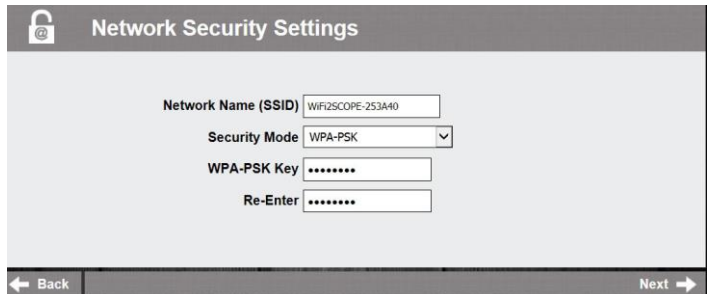 @
Network Security Settings
Network Name (SSID) WiFi2SCOPE-253A40
Security Mode WPA-PSK
WPA-PSK Key ••••••••
Re-Enter ••••••••
Back Next